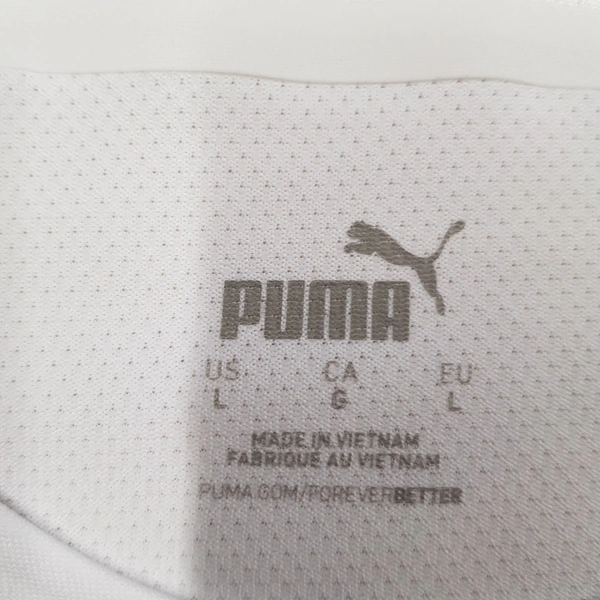 PUMA
US CA EU
L G L
MADE IN VIETNAM
FABRIQUE AU VIETNAM
PUMA.COM/FOREVERBETTER